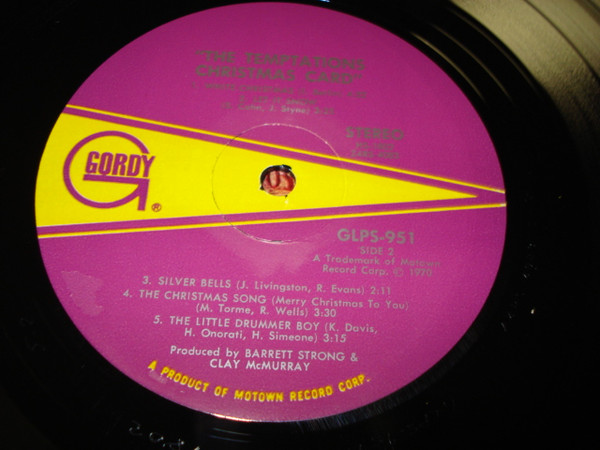 "THE TEMPTATIONS
CHRISTMAS CARD"
STEREO
GORDY
G
®
GLPS-951
SIDE 2
A Trademark of Motown
Record Corp. © 1970
3. SILVER BELLS (J. Livingston, R. Evans) 2:11
4. THE CHRISTMAS SONG (Merry Christmas To You)
(M. Torme, R. Wells) 3:30
5. THE LITTLE DRUMMER BOY (K. Davis,
H. Onorati, H. Simeone) 3:15
Produced by BARRETT STRONG &
CLAY McMURRAY
A PRODUCT OF MOTOWN RECORD CORP.